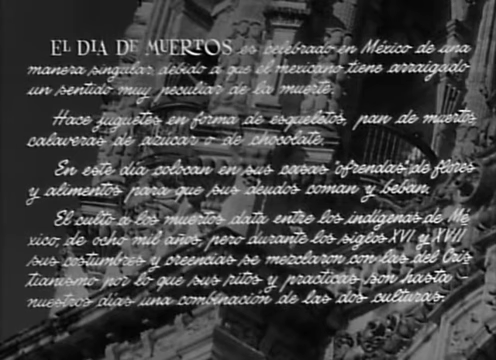 EL DIA DE MUERTOS es celebrado en México de una
manera singular debido a que el mexicano tiene arraigado
un sentido muy peculiar de la muerte.
Hace juguetes en forma de esqueletos, pan de muertos
calaveras de azúcar o de chocolate.
En este día colocan en sus casas "ofrendas" de flores
y alimentos para que sus deudos coman y beban.
El culto a los muertos data entre los indígenas de Mé
xico, de ocho mil años, pero durante los siglos XVI y XVII
sus costumbres y creencias se mezclaron con las del Cris
tianismo por lo que sus ritos y practicas son hasta -
nuestros días una combinación de las dos culturas.